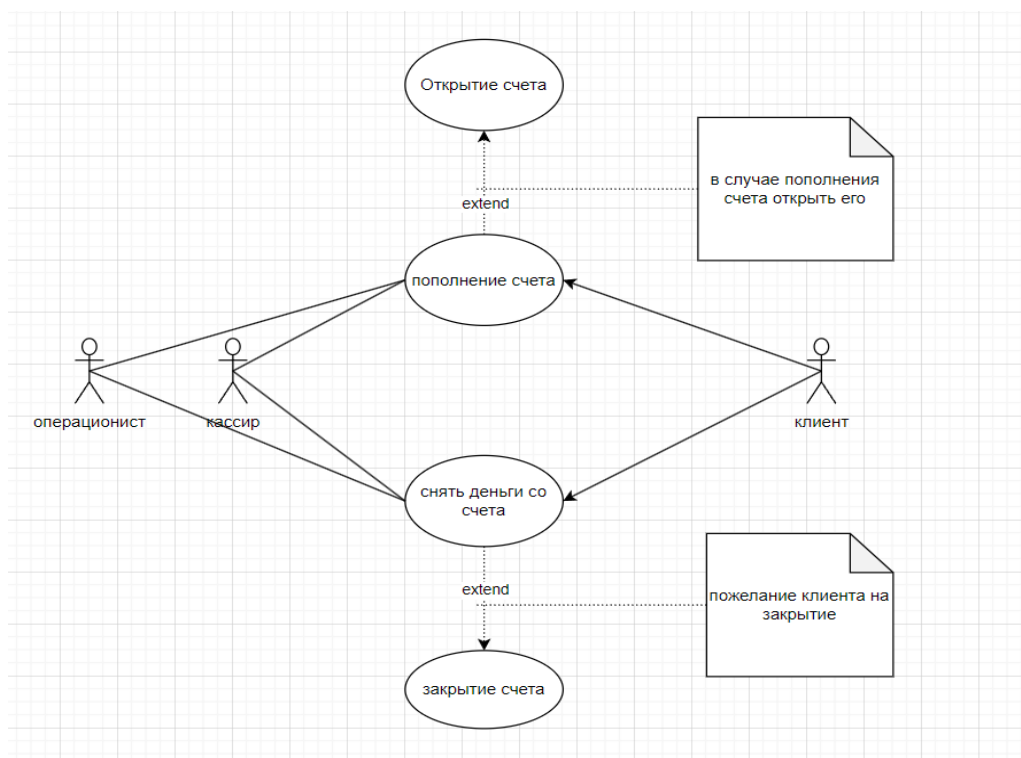 Открытие счета
в случае пополнения
счета открыть его
extend
пополнение счета
операционист
кассир
клиент
снять деньги со
счета
extend
пожелание клиента на
закрытие
закрытие счета